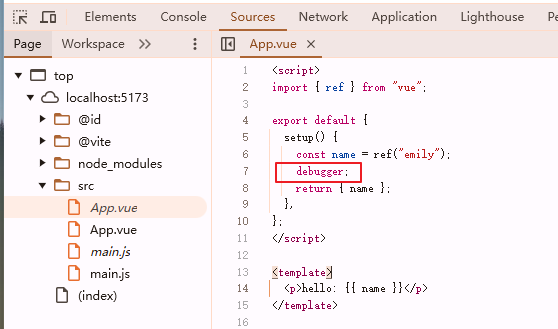 Elements Console Sources Network Application Lighthouse Pe
Page Workspace
App.vue ×
top
localhost:5173
@id
@vite
node_modules
src
App.vue
App.vue
main.js
main.js
(index)
1 <script>
2 import { ref } from "vue";
3
4 export default {
5 setup() {
6 const name = ref("emily");
7 debugger;
8 return { name };
9 },
10 };
11 </script>
12
13 <template>
14 <p>hello: {{ name }}</p>
15 </template>
16